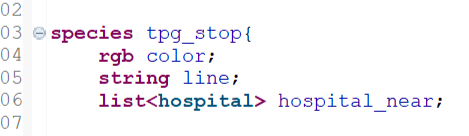 02
03 species tpg_stop{
04 rgb color;
05 string line;
06 list<hospital> hospital_near;
07